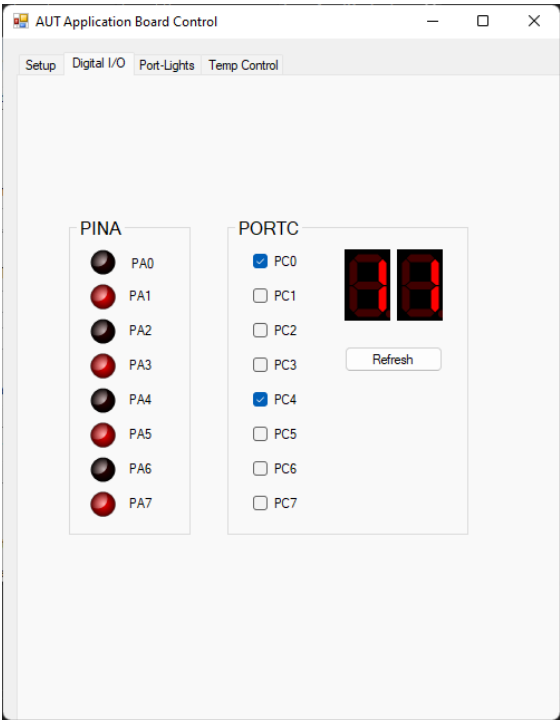 AUT Application Board Control
Setup Digital I/O Port-Lights Temp Control
PINA
PA0
PA1
PA2
PA3
PA4
PA5
PA6
PA7
PORTC
PC0
PC1
PC2
PC3
PC4
PC5
PC6
PC7
11
Refresh